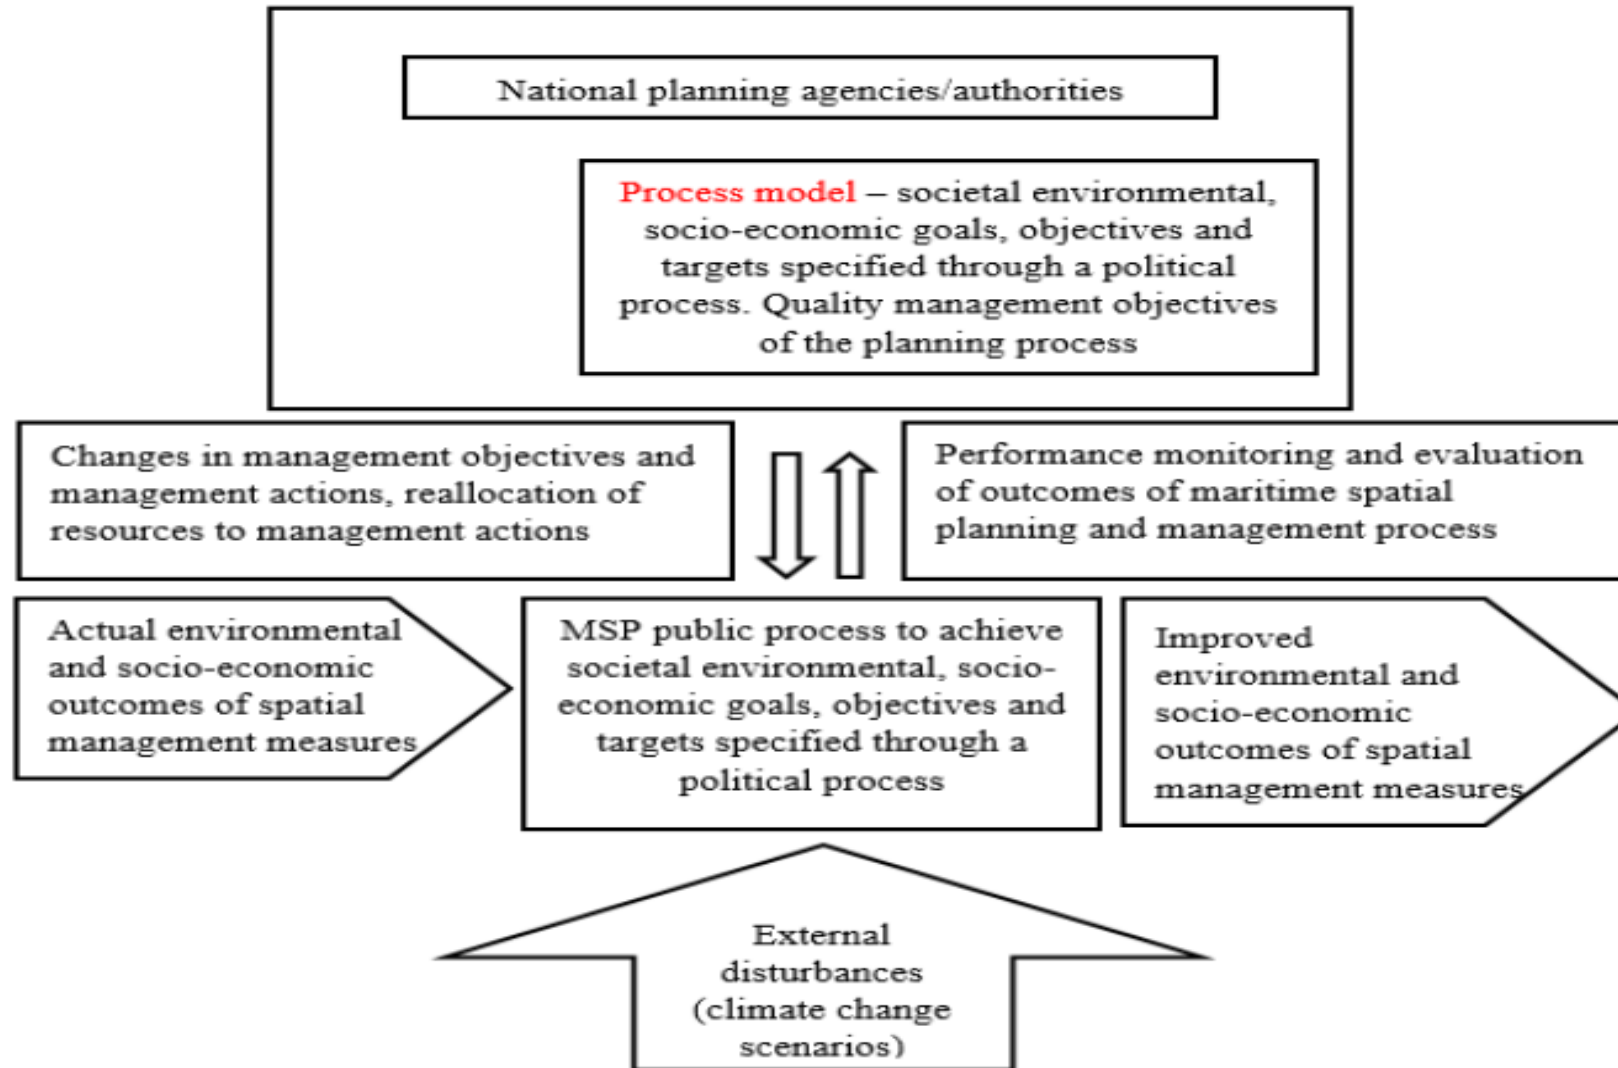 National planning agencies/authorities
Process model – societal environmental,
socio-economic goals, objectives and
targets specified through a political
process. Quality management objectives
of the planning process
Changes in management objectives and
management actions, reallocation of
resources to management actions
Performance monitoring and evaluation
of outcomes of maritime spatial
planning and management process
Actual environmental
and socio-economic
outcomes of spatial
management measures
MSP public process to achieve
societal environmental, socio-
economic goals, objectives and
targets specified through a
political process
Improved
environmental and
socio-economic
outcomes of spatial
management measures
External
disturbances
(climate change
scenarios)